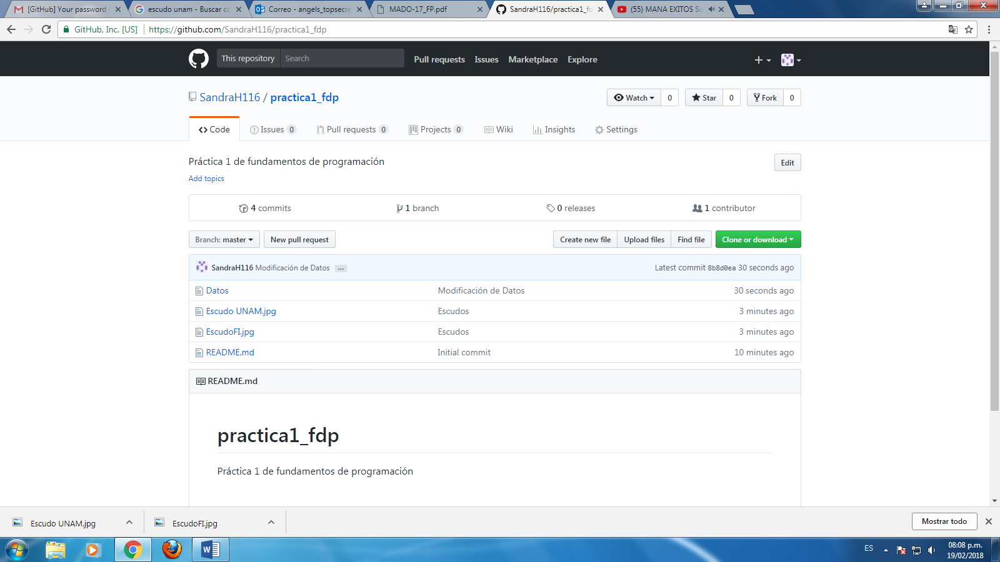 [GitHub] Your password
escudo unam - Buscar co
Correo - angels_topsecre
MADO-17_FP.pdf
SandraH116/practica1_fd
(55) MANA EXITOS Su
GitHub, Inc. [US]
https://github.com/SandraH116/practica1_fdp
This repository
Search
Pull requests
Issues
Marketplace
Explore
SandraH116 / practica1_fdp
Watch 0
Star 0
Fork 0
Code
Issues 0
Pull requests 0
Projects 0
Wiki
Insights
Settings
Práctica 1 de fundamentos de programación
Edit
Add topics
4 commits
1 branch
0 releases
1 contributor
Branch: master
New pull request
Create new file
Upload files
Find file
Clone or download
SandraH116 Modificación de Datos ...
Latest commit 8b8d0ea 30 seconds ago
Datos
Modificación de Datos
30 seconds ago
Escudo UNAM.jpg
Escudos
3 minutes ago
EscudoFI.jpg
Escudos
3 minutes ago
README.md
Initial commit
10 minutes ago
README.md
practica1_fdp
Práctica 1 de fundamentos de programación
Escudo UNAM.jpg
EscudoFI.jpg
Mostrar todo
ES
08:08 p.m.
19/02/2018